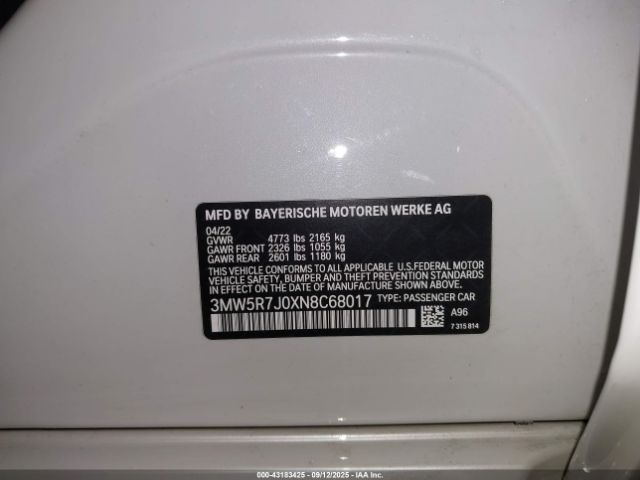 MFD BY BAYERISCHE MOTOREN WERKE AG
04/22
GVWR 4773 lbs 2165 kg
GAWR FRONT 2326 lbs 1055 kg
GAWR REAR 2601 lbs 1180 kg
THIS VEHICLE CONFORMS TO ALL APPLICABLE U.S.FEDERAL MOTOR
VEHICLE SAFETY, BUMPER, AND THEFT PREVENTION STANDARDS
IN EFFECT ON THE DATE OF MANUFACTURE SHOWN ABOVE.
3MW5R7J0XN8C68017 TYPE: PASSENGER CAR
A96
7 315 814
000-43183425 - 09/12/2025 - IAAI.COM